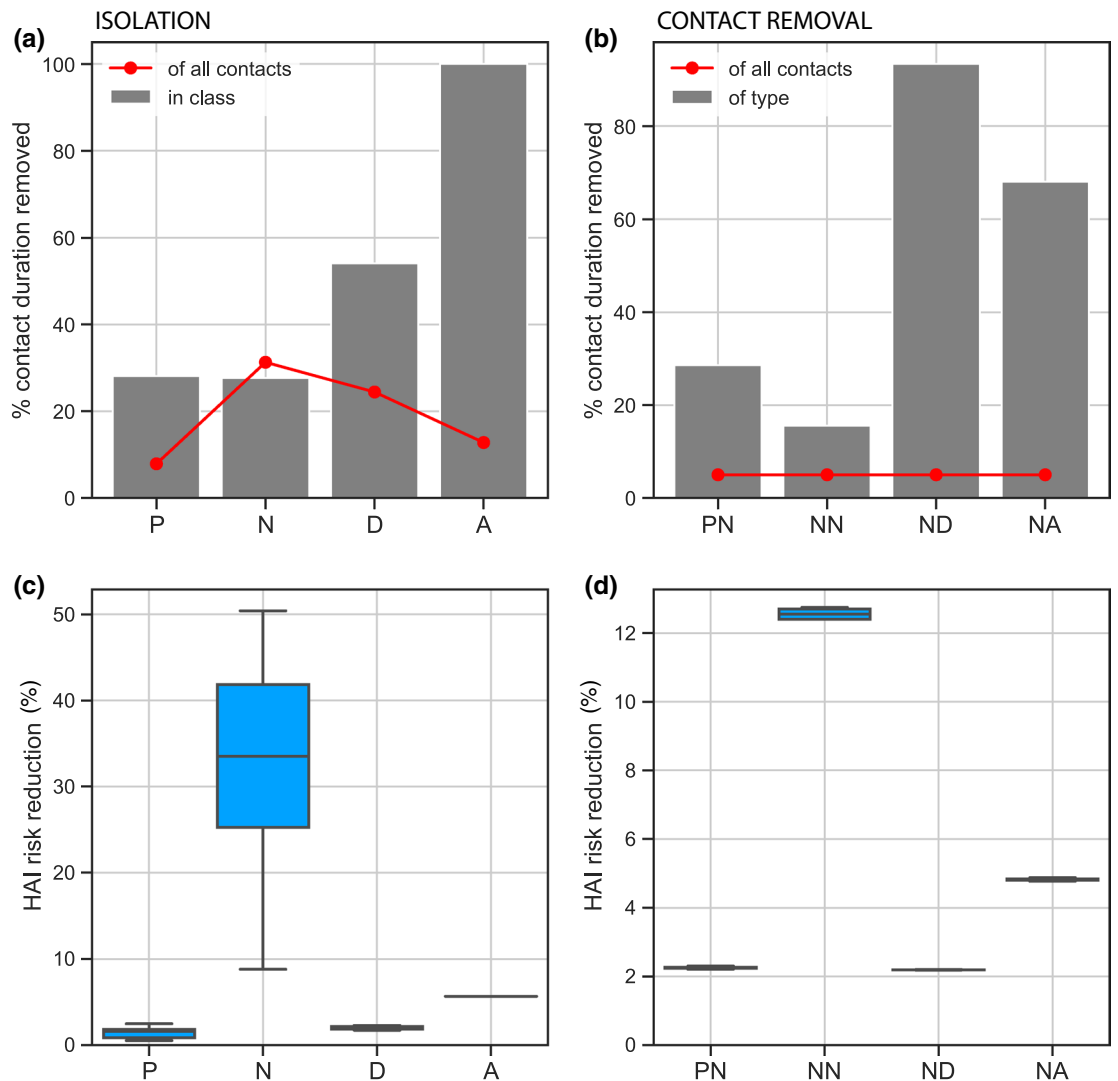 ISOLATION
CONTACT REMOVAL
(a)
(b)
of all contacts
in class
of all contacts
of type
% contact duration removed
100
80
60
40
20
0
P N D A
% contact duration removed
80
60
40
20
0
PN NN ND NA
(c)
(d)
HAI risk reduction (%)
50
40
30
20
10
0
P N D A
HAI risk reduction (%)
12
10
8
6
4
2
0
PN NN ND NA